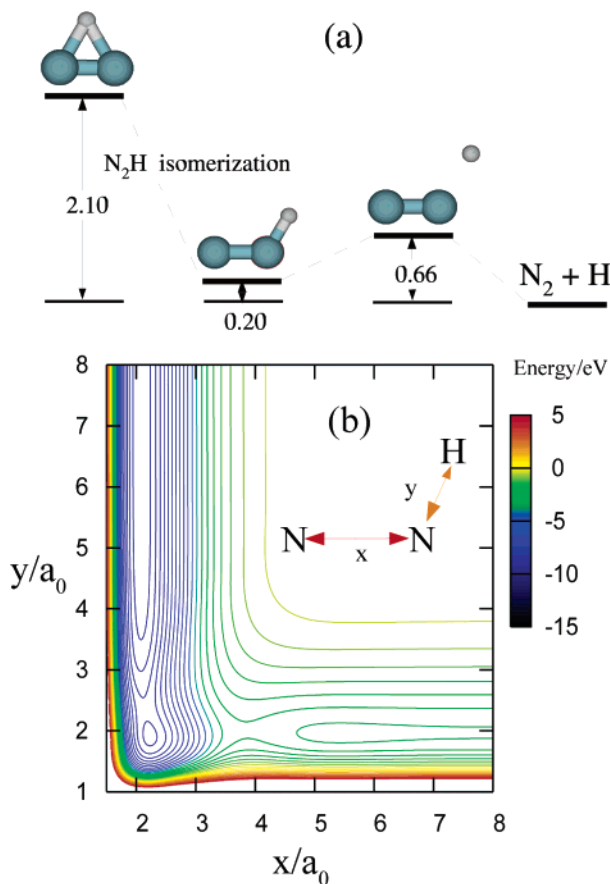 (a)
N₂H isomerization
2.10
0.20
0.66
N₂ + H
(b)
Energy/eV
5
0
-5
-10
-15
H
y
N N
x
8
7
6
5
4
3
2
1
y/a₀
2 3 4 5 6 7 8
x/a₀